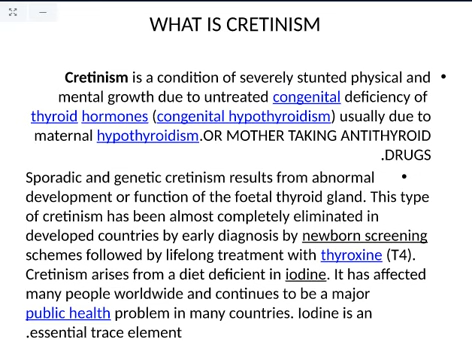 WHAT IS CRETINISM
• Cretinism is a condition of severely stunted physical and
mental growth due to untreated congenital deficiency of
thyroid hormones (congenital hypothyroidism) usually due to
maternal hypothyroidism.OR MOTHER TAKING ANTITHYROID
.DRUGS
Sporadic and genetic cretinism results from abnormal •
development or function of the foetal thyroid gland. This type
of cretinism has been almost completely eliminated in
developed countries by early diagnosis by newborn screening
schemes followed by lifelong treatment with thyroxine (T4).
Cretinism arises from a diet deficient in iodine. It has affected
many people worldwide and continues to be a major
public health problem in many countries. Iodine is an
.essential trace element